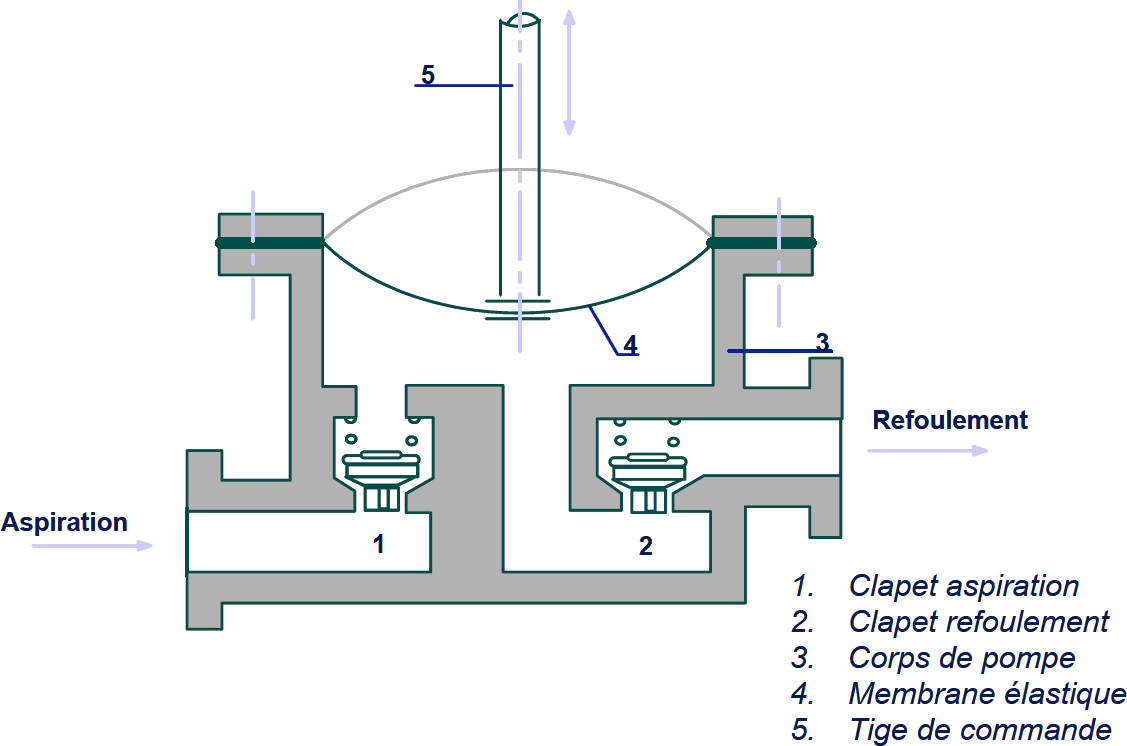 5
4
3
Refoulement
Aspiration
1
2
1. Clapet aspiration
2. Clapet refoulement
3. Corps de pompe
4. Membrane élastique
5. Tige de commande